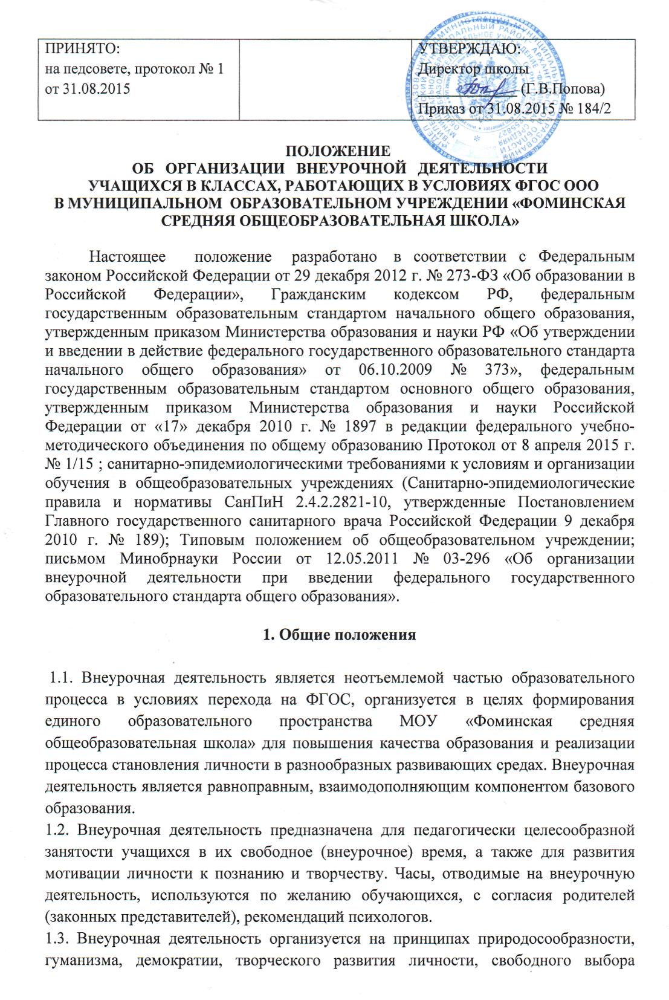 ПРИНЯТО:
на педсовете, протокол № 1
от 31.08.2015
УТВЕРЖДАЮ:
Директор школы
____________ (Г.В.Попова)
Приказ от 31.08.2015 № 184/2
ПОЛОЖЕНИЕ
ОБ ОРГАНИЗАЦИИ ВНЕУРОЧНОЙ ДЕЯТЕЛЬНОСТИ
УЧАЩИХСЯ В КЛАССАХ, РАБОТАЮЩИХ В УСЛОВИЯХ ФГОС ООО
В МУНИЦИПАЛЬНОМ ОБРАЗОВАТЕЛЬНОМ УЧРЕЖДЕНИИ «ФОМИНСКАЯ
СРЕДНЯЯ ОБЩЕОБРАЗОВАТЕЛЬНАЯ ШКОЛА»
Настоящее положение разработано в соответствии с Федеральным
законом Российской Федерации от 29 декабря 2012 г. № 273-ФЗ «Об образовании в
Российской Федерации», Гражданским кодексом РФ, федеральным
государственным образовательным стандартом начального общего образования,
утвержденным приказом Министерства образования и науки РФ «Об утверждении
и введении в действие федерального государственного образовательного стандарта
начального общего образования» от 06.10.2009 № 373», федеральным
государственным образовательным стандартом основного общего образования,
утвержденным приказом Министерства образования и науки Российской
Федерации от «17» декабря 2010 г. № 1897 в редакции федерального учебно-
методического объединения по общему образованию Протокол от 8 апреля 2015 г.
№ 1/15 ; санитарно-эпидемиологическими требованиями к условиям и организации
обучения в общеобразовательных учреждениях (Санитарно-эпидемиологические
правила и нормативы СанПиН 2.4.2.2821-10, утвержденные Постановлением
Главного государственного санитарного врача Российской Федерации 9 декабря
2010 г. № 189); Типовым положением об общеобразовательном учреждении;
письмом Минобрнауки России от 12.05.2011 № 03-296 «Об организации
внеурочной деятельности при введении федерального государственного
образовательного стандарта общего образования».
1. Общие положения
1.1. Внеурочная деятельность является неотъемлемой частью образовательного
процесса в условиях перехода на ФГОС, организуется в целях формирования
единого образовательного пространства МОУ «Фоминская средняя
общеобразовательная школа» для повышения качества образования и реализации
процесса становления личности в разнообразных развивающих средах. Внеурочная
деятельность является равноправным, взаимодополняющим компонентом базового
образования.
1.2. Внеурочная деятельность предназначена для педагогически целесообразной
занятости учащихся в их свободное (внеурочное) время, а также для развития
мотивации личности к познанию и творчеству. Часы, отводимые на внеурочную
деятельность, используются по желанию обучающихся, с согласия родителей
(законных представителей), рекомендаций психологов.
1.3. Внеурочная деятельность организуется на принципах природосообразности,
гуманизма, демократии, творческого развития личности, свободного выбора